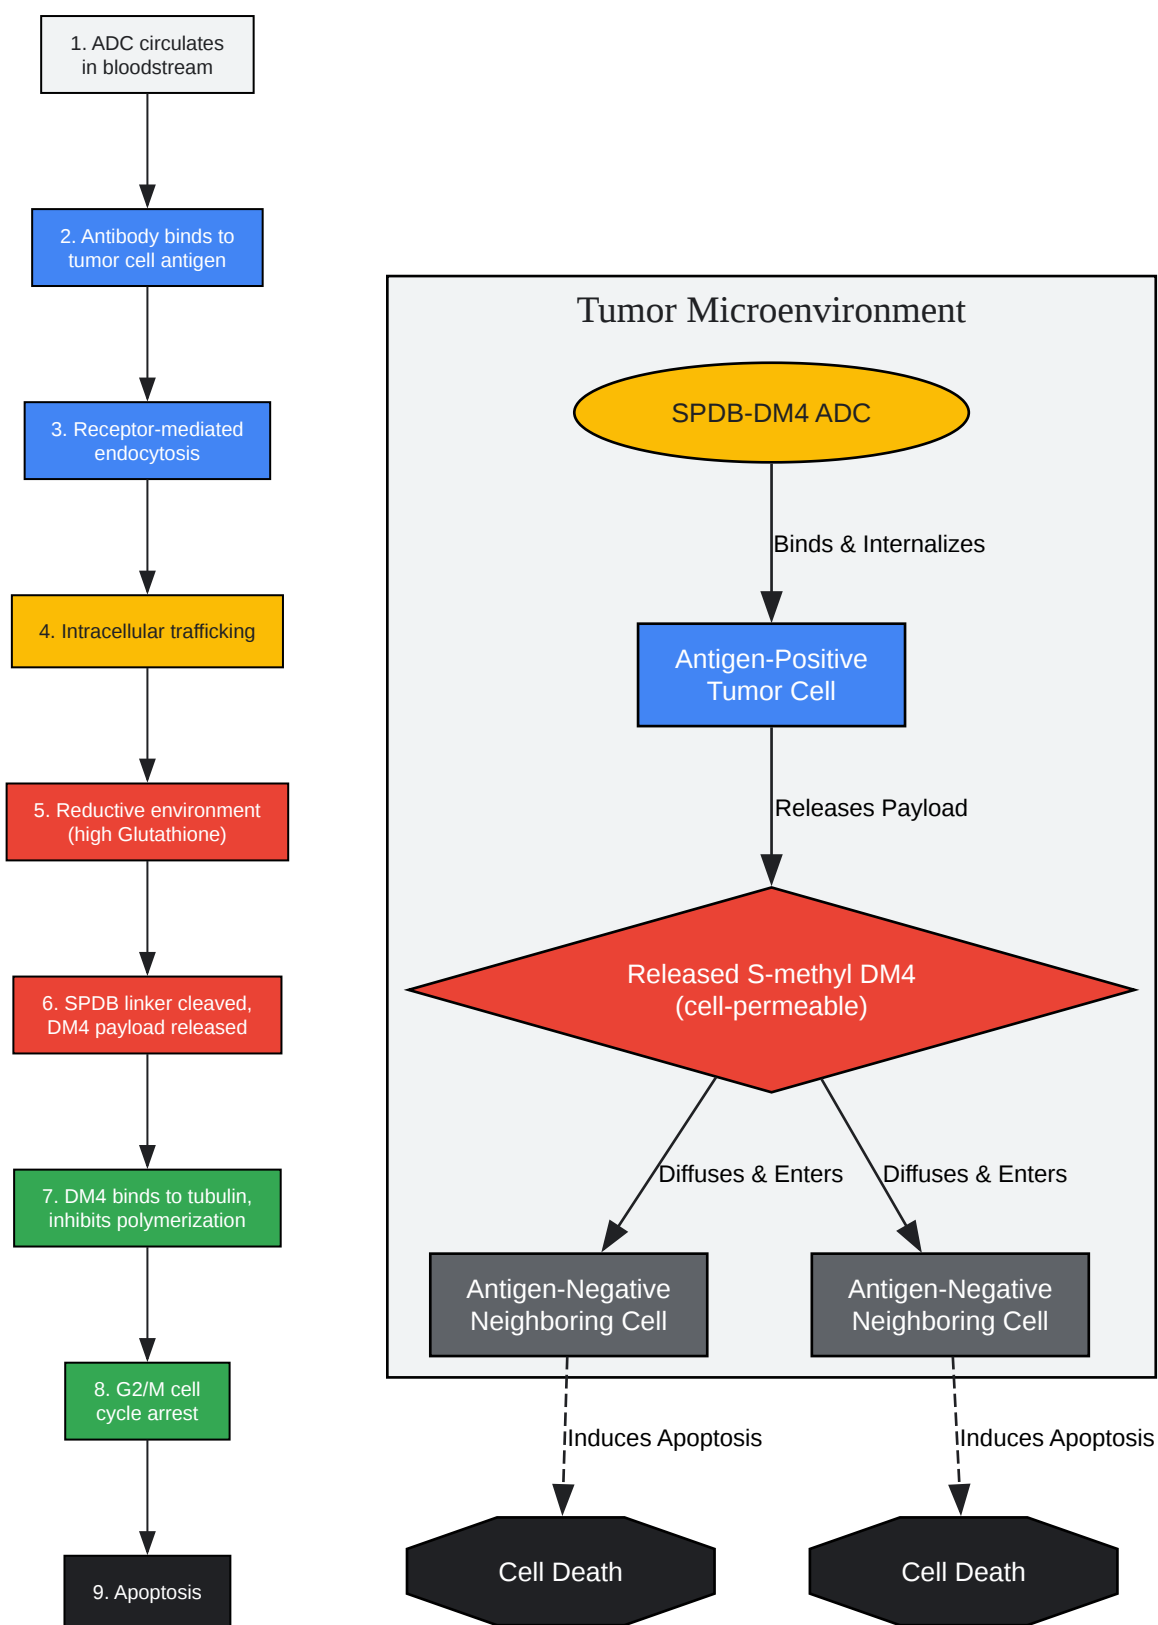 1. ADC circulates
in bloodstream
2. Antibody binds to
tumor cell antigen
3. Receptor-mediated
endocytosis
4. Intracellular trafficking
5. Reductive environment
(high Glutathione)
6. SPDB linker cleaved,
DM4 payload released
7. DM4 binds to tubulin,
inhibits polymerization
8. G2/M cell
cycle arrest
9. Apoptosis
Tumor Microenvironment
SPDB-DM4 ADC
Binds & Internalizes
Antigen-Positive
Tumor Cell
Releases Payload
Released S-methyl DM4
(cell-permeable)
Diffuses & Enters
Diffuses & Enters
Antigen-Negative
Neighboring Cell
Antigen-Negative
Neighboring Cell
Induces Apoptosis
Induces Apoptosis
Cell Death
Cell Death